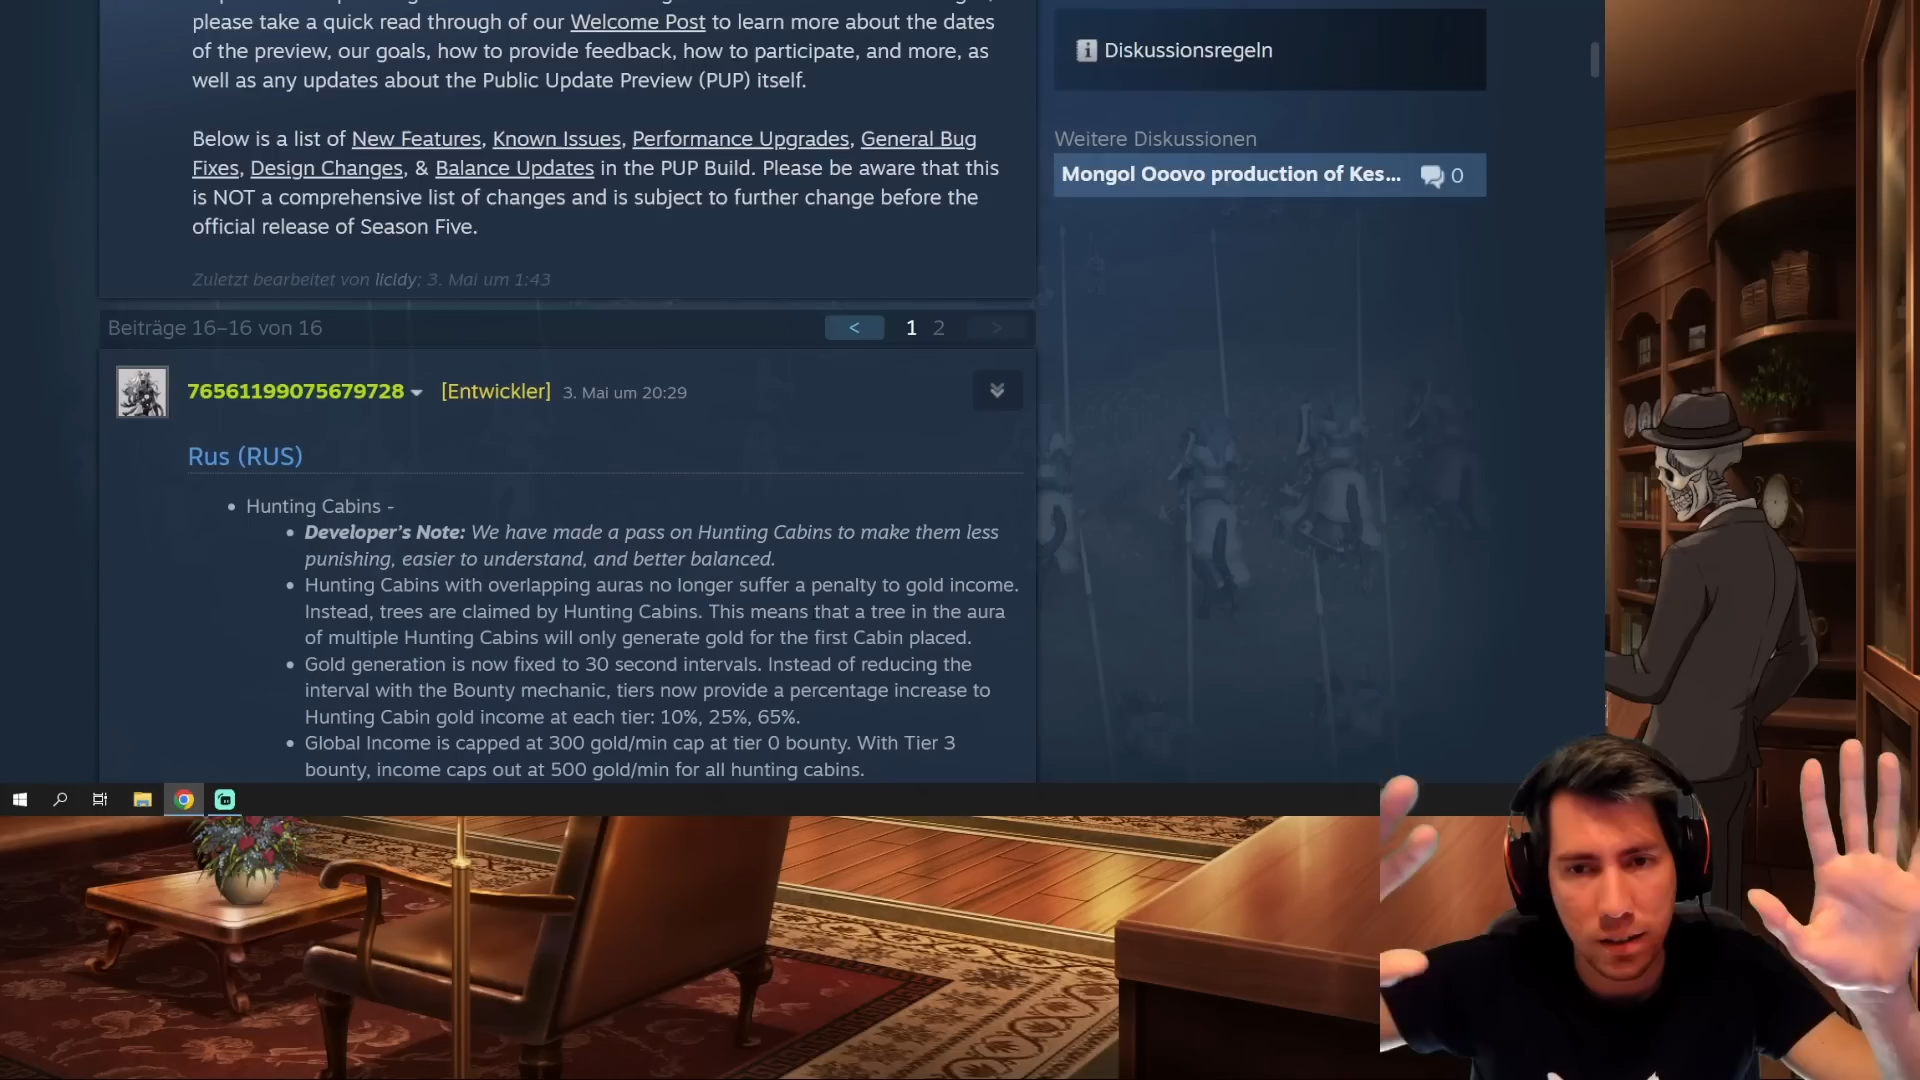 please take a quick read through of our Welcome Post to learn more about the dates
of the preview, our goals, how to provide feedback, how to participate, and more, as
well as any updates about the Public Update Preview (PUP) itself.
Below is a list of New Features, Known Issues, Performance Upgrades, General Bug
Fixes, Design Changes, & Balance Updates in the PUP Build. Please be aware that this
is NOT a comprehensive list of changes and is subject to further change before the
official release of Season Five.
Zuletzt bearbeitet von licldy; 3. Mai um 1:43
Beiträge 16–16 von 16
< 1 2 >
76561199075679728 [Entwickler] 3. Mai um 20:29
Rus (RUS)
• Hunting Cabins -
• Developer's Note: We have made a pass on Hunting Cabins to make them less
punishing, easier to understand, and better balanced.
• Hunting Cabins with overlapping auras no longer suffer a penalty to gold income.
Instead, trees are claimed by Hunting Cabins. This means that a tree in the aura
of multiple Hunting Cabins will only generate gold for the first Cabin placed.
• Gold generation is now fixed to 30 second intervals. Instead of reducing the
interval with the Bounty mechanic, tiers now provide a percentage increase to
Hunting Cabin gold income at each tier: 10%, 25%, 65%.
• Global Income is capped at 300 gold/min cap at tier 0 bounty. With Tier 3
bounty, income caps out at 500 gold/min for all hunting cabins.
Diskussionsregeln
Weitere Diskussionen
Mongol Ooovo production of Kes... 0